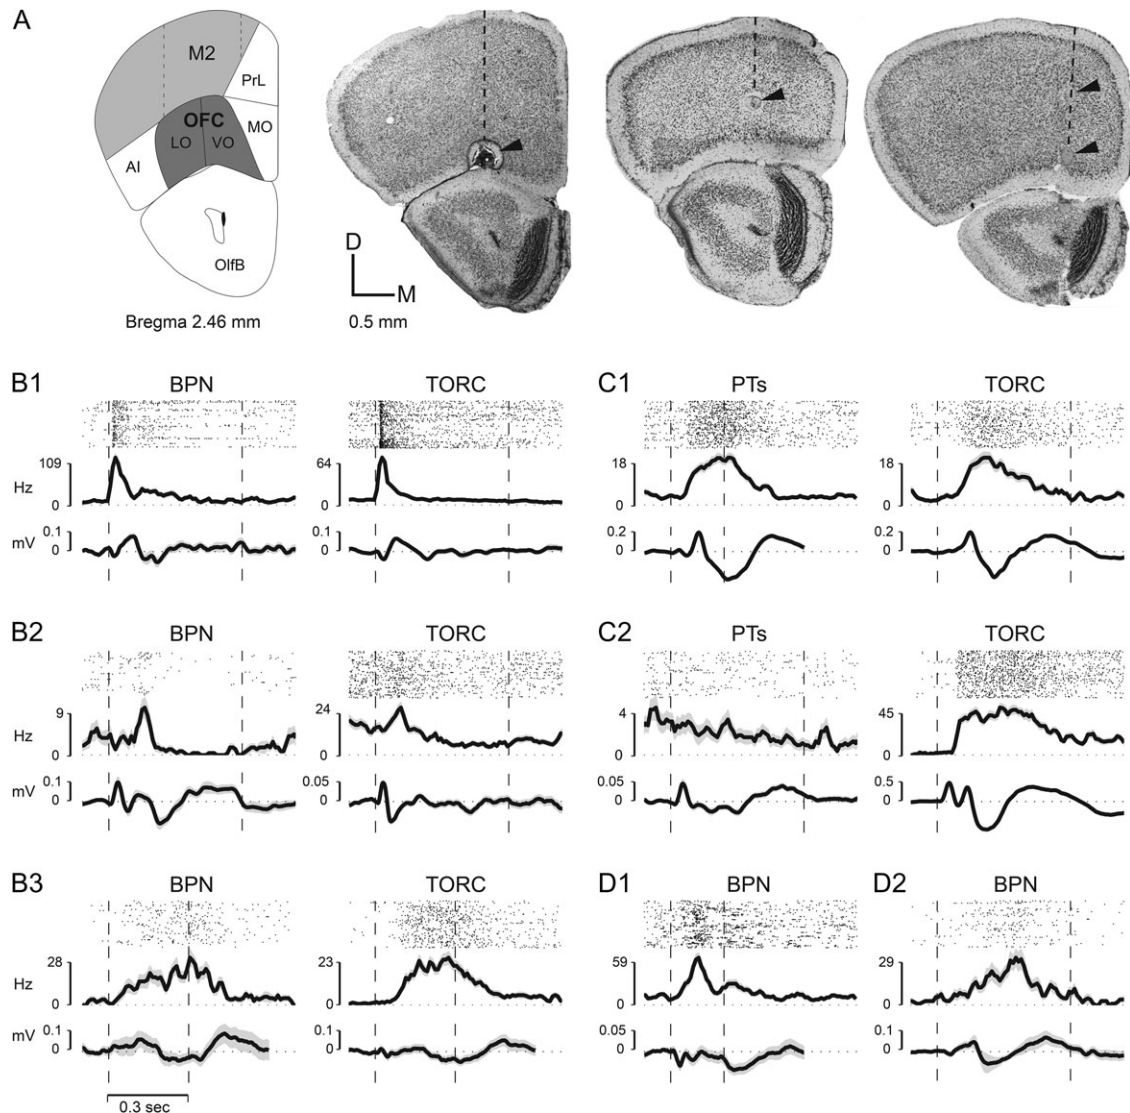 A
M2
PrL
OFC
LO VO
MO
AI
OlfB
Bregma 2.46 mm
D
M
0.5 mm
B1 BPN TORC
109
Hz
0
0.1
mV 0
64
0
0.1
0
C1 PTs TORC
18
0
0.2
0
18
0
0.2
0
B2 BPN TORC
9
Hz
0
0.1
mV 0
24
0
0.05
0
C2 PTs TORC
4
0
0.05
0
45
0
0.5
0
B3 BPN TORC
28
Hz
0
0.1
mV 0
23
0
0.1
0
0.3 sec
D1 BPN
59
0
0.05
0
D2 BPN
29
0
0.1
0